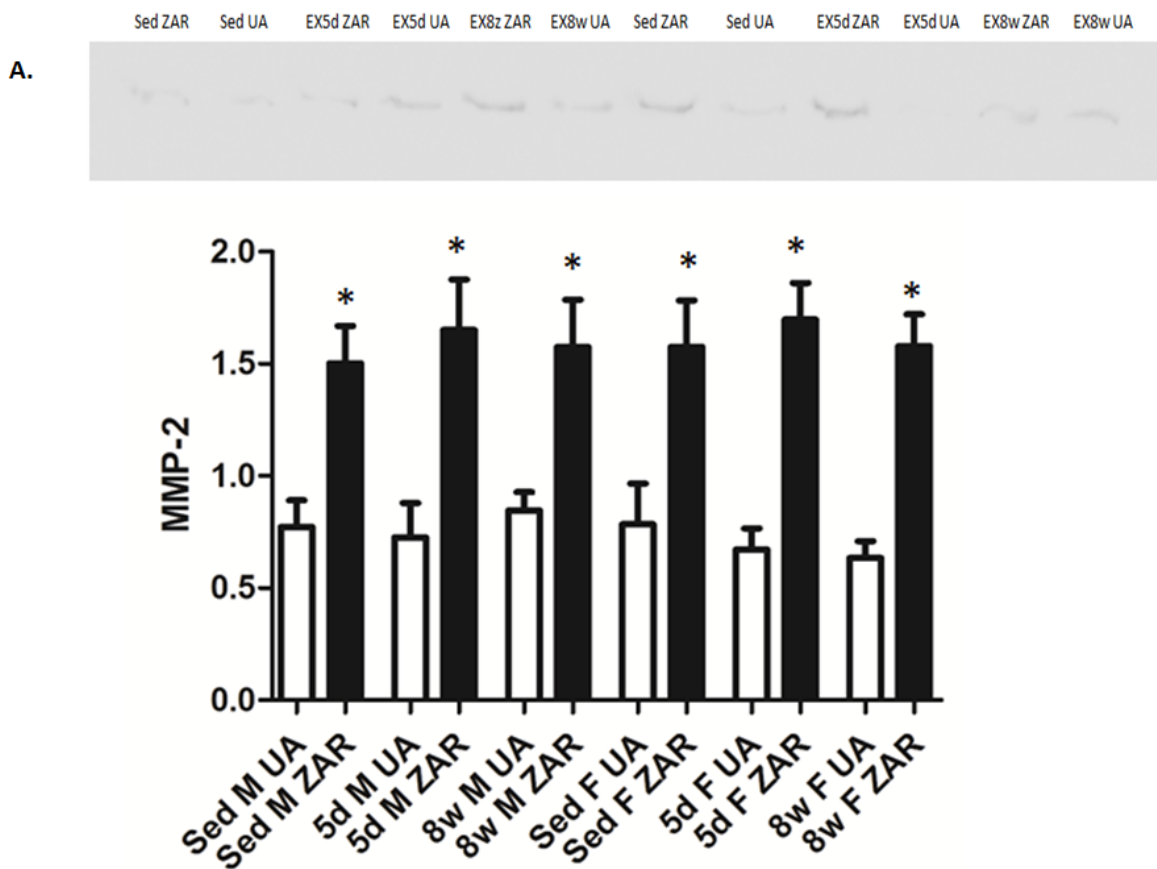 Sed ZAR Sed UA EX5d ZAR EX5d UA EX8z ZAR EX8w UA Sed ZAR Sed UA EX5d ZAR EX5d UA EX8w ZAR EX8w UA
A.
* * * * * *
2.0
1.5
1.0
0.5
0.0
MMP-2
Sed M UA
Sed M ZAR
5d M UA
5d M ZAR
8w M UA
8w M ZAR
Sed F UA
Sed F ZAR
5d F UA
5d F ZAR
8w F UA
8w F ZAR